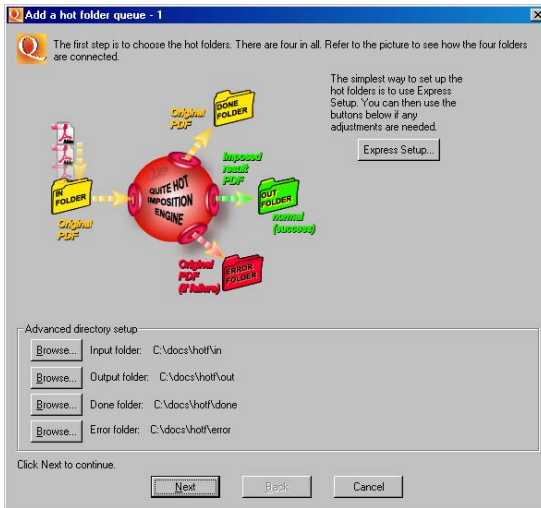 Add a hot folder queue - 1
The first step is to choose the hot folders. There are four in all. Refer to the picture to see how the four folders
are connected.
The simplest way to set up the
hot folders is to use Express
Setup. You can then use the
buttons below if any
adjustments are needed.
Express Setup...
Original
PDF
DONE
FOLDER
Imposed
result
PDF
IN
FOLDER
QUITE HOT
IMPOSITION
ENGINE
OUT
FOLDER
Original
PDF
normal
(success)
Original
PDF
(if failure)
ERROR
FOLDER
Advanced directory setup
Browse... Input folder: C:\docs\hotf\in
Browse... Output folder: C:\docs\hotf\out
Browse... Done folder: C:\docs\hotf\done
Browse... Error folder: C:\docs\hotf\error
Click Next to continue.
Next Back Cancel